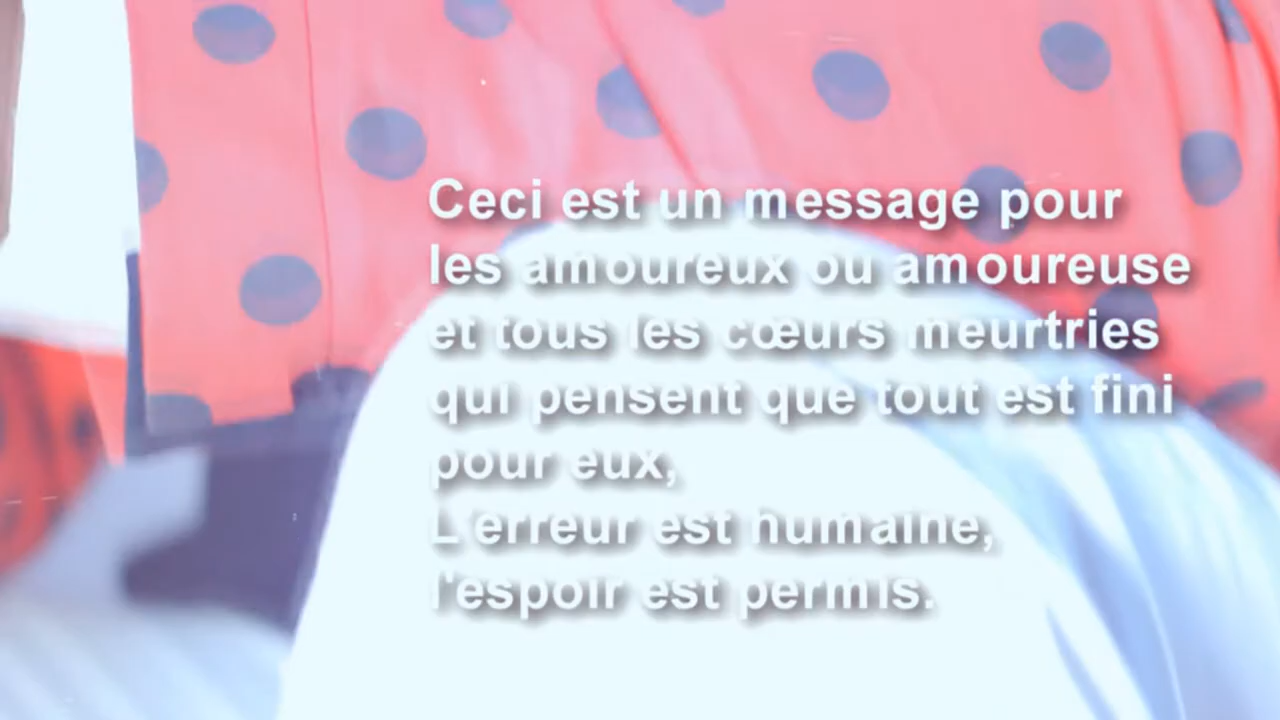 Ceci est un message pour
les amoureux ou amoureuse
et tous les cœurs meurtries
qui pensent que tout est fini
pour eux,
L'erreur est humaine,
l'espoir est permis.